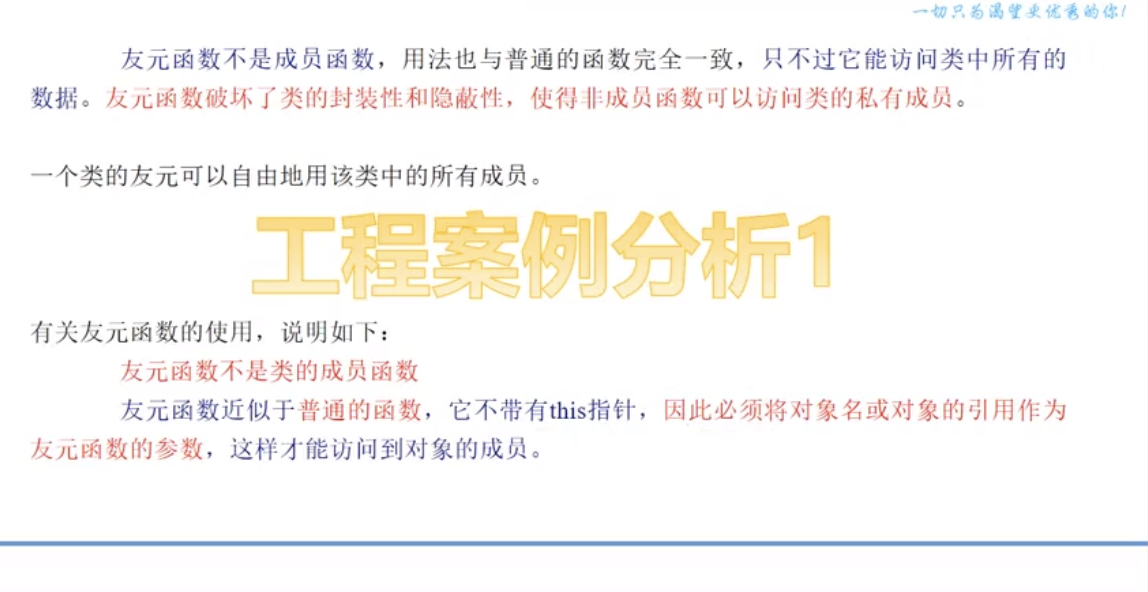 一切只为渴望更优秀的你!
友元函数不是成员函数，用法也与普通的函数完全一致，只不过它能访问类中所有的
数据。友元函数破坏了类的封装性和隐蔽性，使得非成员函数可以访问类的私有成员。
一个类的友元可以自由地用该类中的所有成员。
工程案例分析1
有关友元函数的使用，说明如下：
友元函数不是类的成员函数
友元函数近似于普通的函数，它不带有this指针，因此必须将对象名或对象的引用作为
友元函数的参数，这样才能访问到对象的成员。